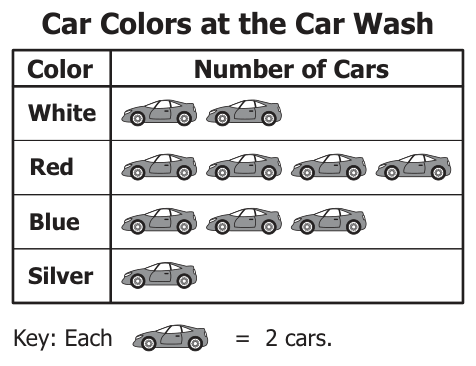 Car Colors at the Car Wash
Color Number of Cars
White
Red
Blue
Silver
Key: Each = 2 cars.